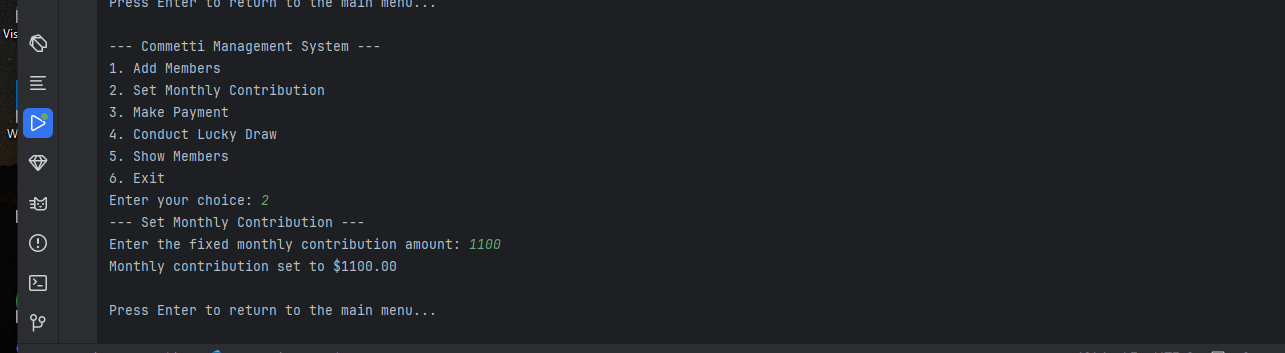 Press Enter to return to the main menu...
Vis
--- Commetti Management System ---
1. Add Members
2. Set Monthly Contribution
3. Make Payment
W
4. Conduct Lucky Draw
5. Show Members
6. Exit
Enter your choice: 2
--- Set Monthly Contribution ---
Enter the fixed monthly contribution amount: 1100
Monthly contribution set to $1100.00
Press Enter to return to the main menu...